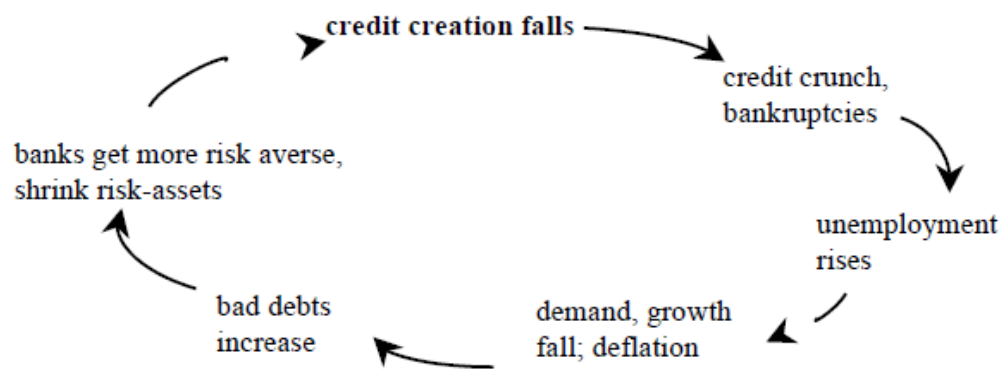 credit creation falls
credit crunch,
bankruptcies
unemployment
rises
demand, growth
fall; deflation
bad debts
increase
banks get more risk averse,
shrink risk-assets